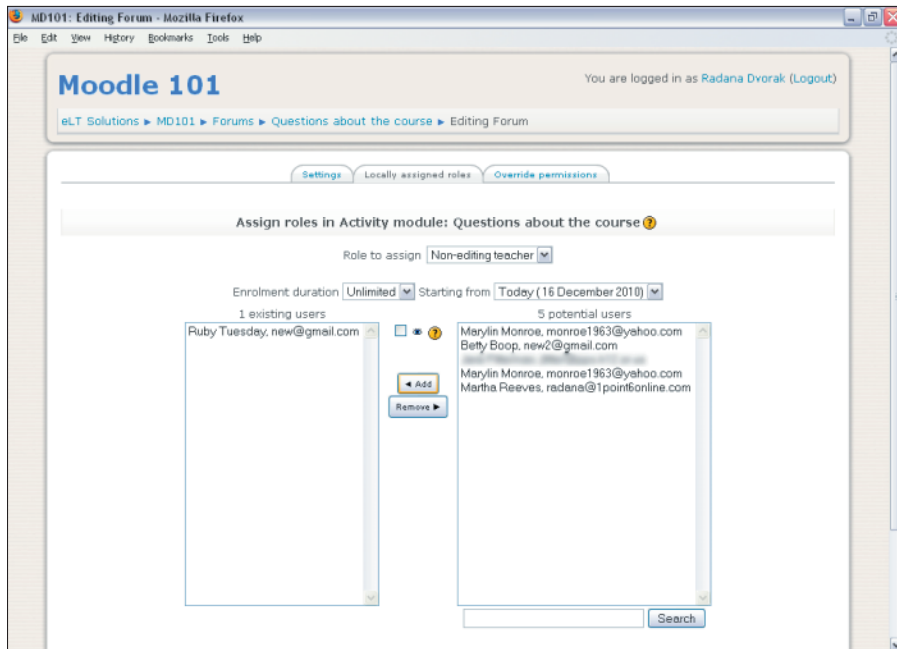 MD101: Editing Forum - Mozilla Firefox
File Edit View History Bookmarks Tools Help
Moodle 101
You are logged in as Radana Dvorak (Logout)
eLT Solutions ► MD101 ► Forums ► Questions about the course ► Editing Forum
Settings Locally assigned roles Override permissions
Assign roles in Activity module: Questions about the course ?
Role to assign Non-editing teacher
Enrolment duration Unlimited Starting from Today (16 December 2010)
1 existing users 5 potential users
Ruby Tuesday, new@gmail.com ? Marylin Monroe, monroe1963@yahoo.com
Betty Boop, new2@gmail.com
Marylin Monroe, monroe1963@yahoo.com
◄ Add Martha Reeves, radana@1point6online.com
Remove ►
Search